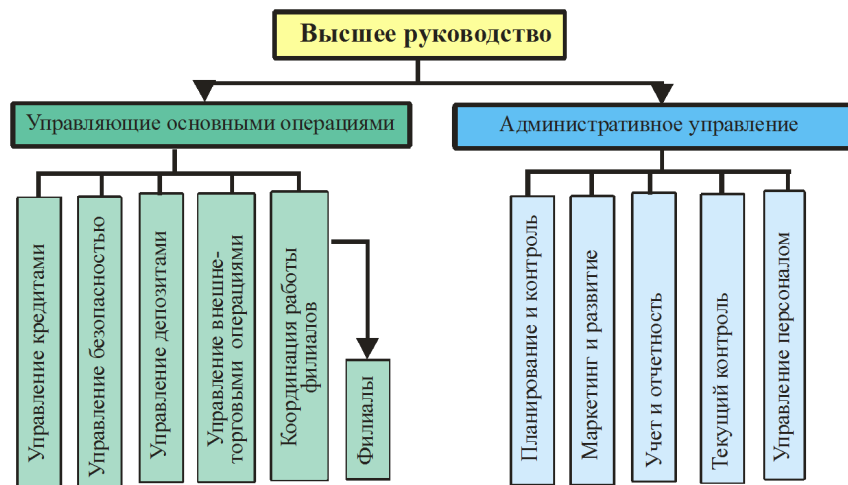 Высшее руководство
Управляющие основными операциями
Административное управление
Управление кредитами
Управление безопасностью
Управление депозитами
Управление внешне-
торговыми операциями
Координация работы
филиалов
Филиалы
Планирование и контроль
Маркетинг и развитие
Учет и отчетность
Текущий контроль
Управление персоналом